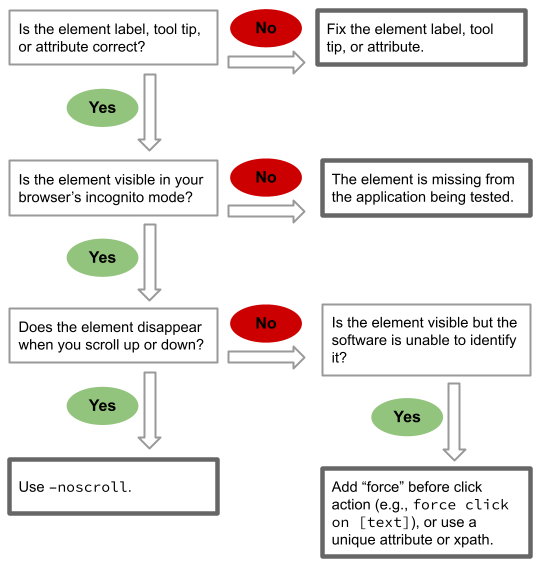 Is the element label, tool tip,
or attribute correct?
No
Fix the element label, tool
tip, or attribute.
Yes
Is the element visible in your
browser's incognito mode?
No
The element is missing from
the application being tested.
Yes
Does the element disappear
when you scroll up or down?
No
Is the element visible but the
software is unable to identify
it?
Yes
Yes
Use –noscroll.
Add “force” before click
action (e.g., force click
on [text]), or use a
unique attribute or xpath.